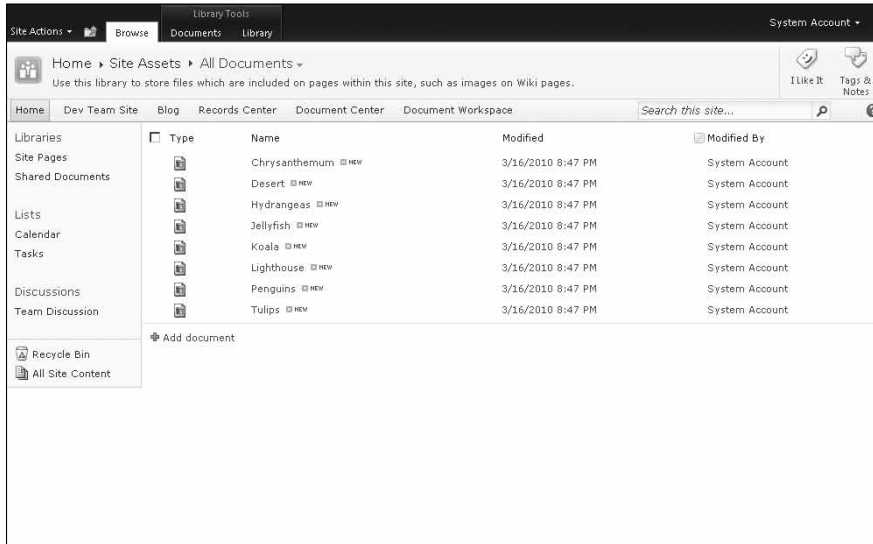 Library Tools
Site Actions Browse Documents Library System Account
Home Site Assets All Documents
Use this library to store files which are included on pages within this site, such as images on Wiki pages.
I Like It Tags &
Notes
Home Dev Team Site Blog Records Center Document Center Document Workspace Search this site...
Libraries
Site Pages
Shared Documents
Lists
Calendar
Tasks
Discussions
Team Discussion
Recycle Bin
All Site Content
Type Name Modified Modified By
Chrysanthemum NEW 3/16/2010 8:47 PM System Account
Desert NEW 3/16/2010 8:47 PM System Account
Hydrangeas NEW 3/16/2010 8:47 PM System Account
Jellyfish NEW 3/16/2010 8:47 PM System Account
Koala NEW 3/16/2010 8:47 PM System Account
Lighthouse NEW 3/16/2010 8:47 PM System Account
Penguins NEW 3/16/2010 8:47 PM System Account
Tulips NEW 3/16/2010 8:47 PM System Account
Add document